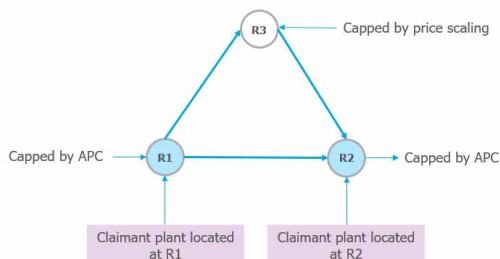 R3
Capped by price scaling
Capped by APC
R1
R2
Capped by APC
Claimant plant located
at R1
Claimant plant located
at R2